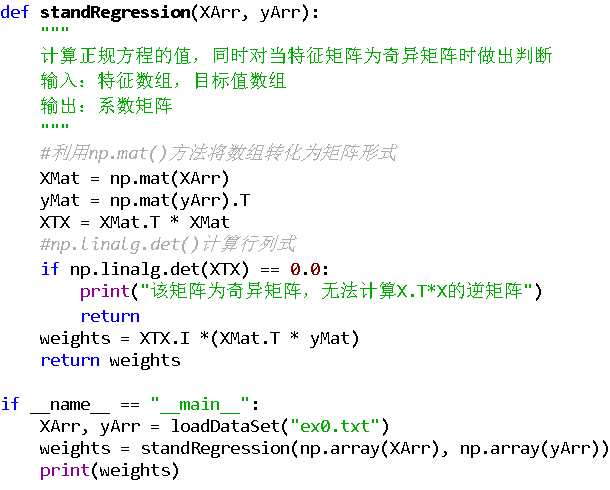 def standRegression(XArr, yArr):
    """
    计算正规方程的值，同时对当特征矩阵为奇异矩阵时做出判断
    输入：特征数组，目标值数组
    输出：系数矩阵
    """
    #利用np.mat()方法将数组转化为矩阵形式
    XMat = np.mat(XArr)
    yMat = np.mat(yArr).T
    XTX = XMat.T * XMat
    #np.linalg.det()计算行列式
    if np.linalg.det(XTX) == 0.0:
        print("该矩阵为奇异矩阵，无法计算X.T*X的逆矩阵")
        return
    weights = XTX.I *(XMat.T * yMat)
    return weights
if __name__ == "__main__":
    XArr, yArr = loadDataSet("ex0.txt")
    weights = standRegression(np.array(XArr), np.array(yArr))
    print(weights)